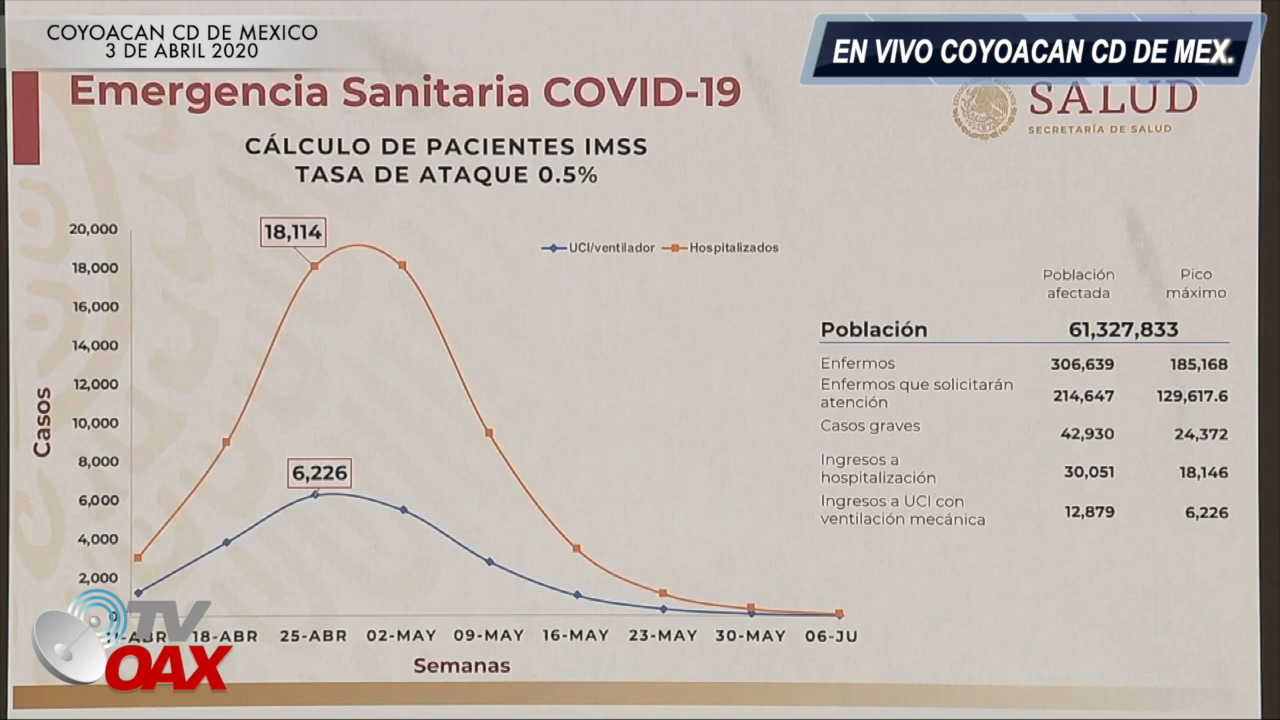 COYOACAN CD DE MEXICO
3 DE ABRIL 2020
EN VIVO COYOACAN CD DE MEX.
Emergencia Sanitaria COVID-19
SALUD
SECRETARÍA DE SALUD
CÁLCULO DE PACIENTES IMSS
TASA DE ATAQUE 0.5%
20,000
18,000
16,000
14,000
12,000
10,000
8,000
6,000
4,000
2,000
0
Casos
18,114
6,226
UCI/ventilador
Hospitalizados
18-ABR
25-ABR
02-MAY
09-MAY
16-MAY
23-MAY
30-MAY
06-JU
Semanas
Población afectada
Pico máximo
Población 61,327,833
Enfermos 306,639 185,168
Enfermos que solicitarán
atención 214,647 129,617.6
Casos graves 42,930 24,372
Ingresos a
hospitalización 30,051 18,146
Ingresos a UCI con
ventilación mecánica 12,879 6,226
TV
OAX